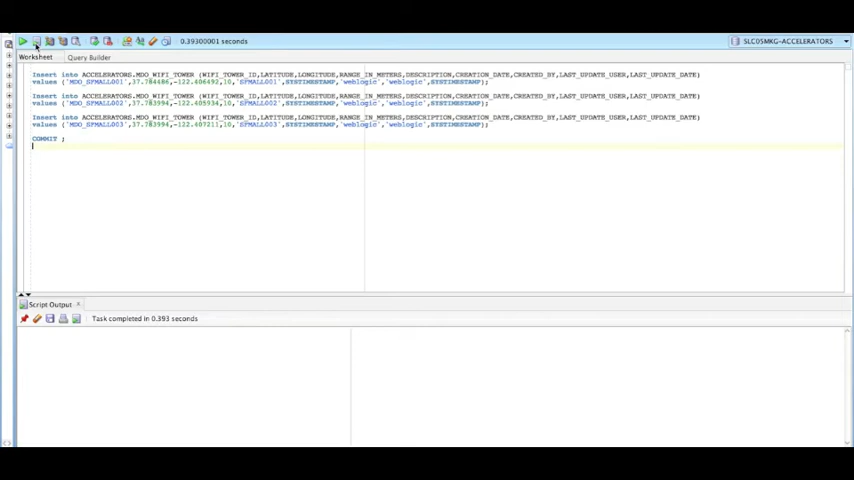 0.39300001 seconds
SLC05MKG-ACCELERATORS
Worksheet Query Builder
Insert into ACCELERATORS.MDO_WIFI_TOWER (WIFI_TOWER_ID,LATITUDE,LONGITUDE,RANGE_IN_METERS,DESCRIPTION,CREATION_DATE,CREATED_BY,LAST_UPDATE_USER,LAST_UPDATE_DATE)
values ('MDO_SFMALL001',37.784486,-122.406492,10,'SFMALL001',SYSTIMESTAMP,'weblogic','weblogic',SYSTIMESTAMP);
Insert into ACCELERATORS.MDO_WIFI_TOWER (WIFI_TOWER_ID,LATITUDE,LONGITUDE,RANGE_IN_METERS,DESCRIPTION,CREATION_DATE,CREATED_BY,LAST_UPDATE_USER,LAST_UPDATE_DATE)
values ('MDO_SFMALL002',37.783994,-122.405934,10,'SFMALL002',SYSTIMESTAMP,'weblogic','weblogic',SYSTIMESTAMP);
Insert into ACCELERATORS.MDO_WIFI_TOWER (WIFI_TOWER_ID,LATITUDE,LONGITUDE,RANGE_IN_METERS,DESCRIPTION,CREATION_DATE,CREATED_BY,LAST_UPDATE_USER,LAST_UPDATE_DATE)
values ('MDO_SFMALL003',37.783994,-122.407211,10,'SFMALL003',SYSTIMESTAMP,'weblogic','weblogic',SYSTIMESTAMP);
COMMIT ;
Script Output
Task completed in 0.393 seconds